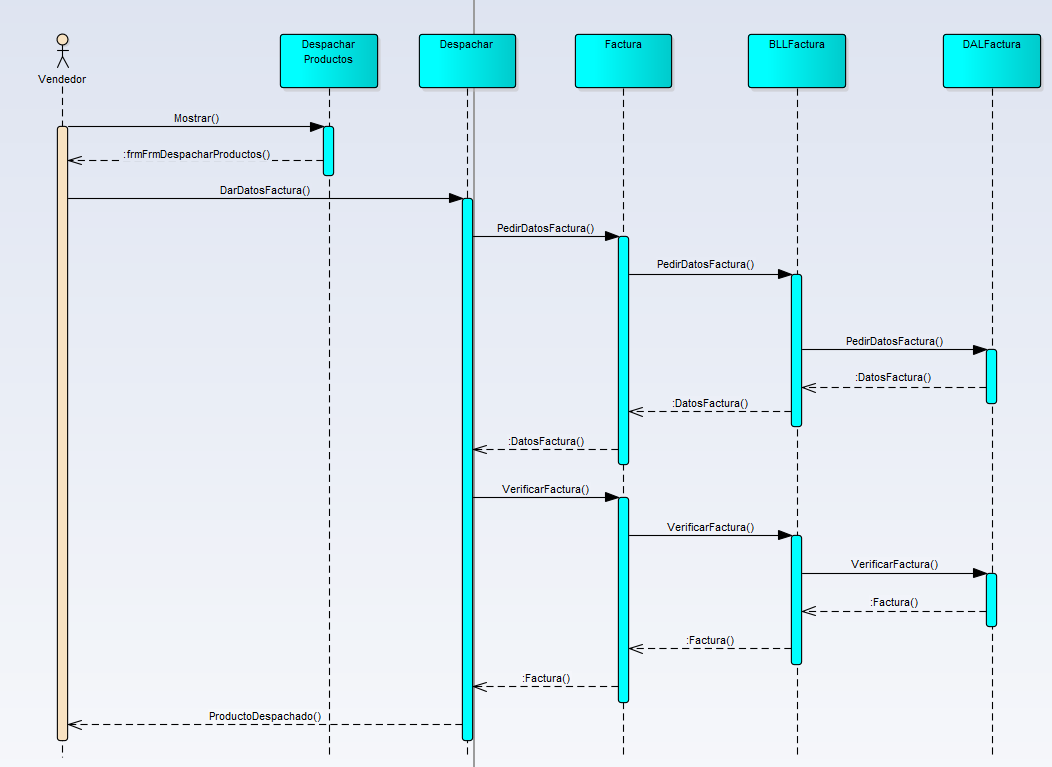 Vendedor
Despachar
Productos
Despachar
Factura
BLLFactura
DALFactura
Mostrar()
:frmFrmDespacharProductos()
DarDatosFactura()
PedirDatosFactura()
PedirDatosFactura()
PedirDatosFactura()
:DatosFactura()
:DatosFactura()
:DatosFactura()
VerificarFactura()
VerificarFactura()
VerificarFactura()
:Factura()
:Factura()
:Factura()
ProductoDespachado()